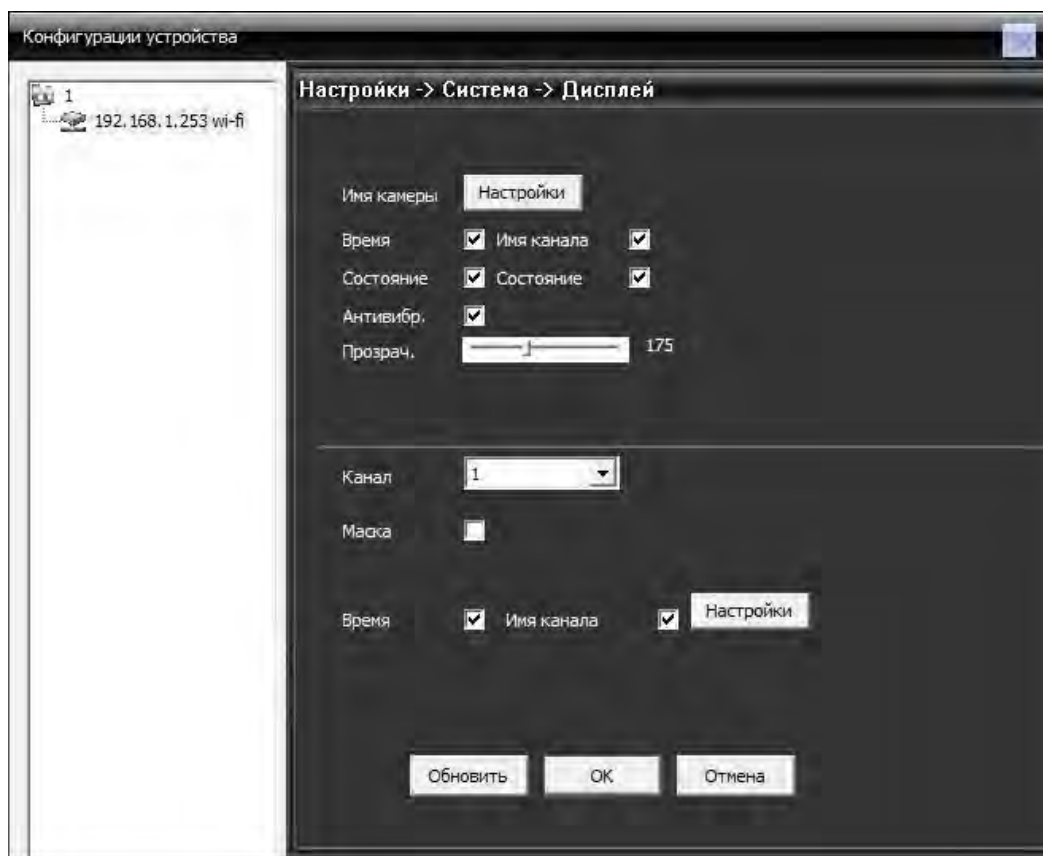 Конфигурации устройства
1
192.168.1.253 wi-fi
Настройки -> Система -> Дисплей
Имя камеры Настройки
Время Имя канала
Состояние Состояние
Антивибр.
Прозрач. 175
Канал 1
Маска
Время Имя канала Настройки
Обновить OK Отмена